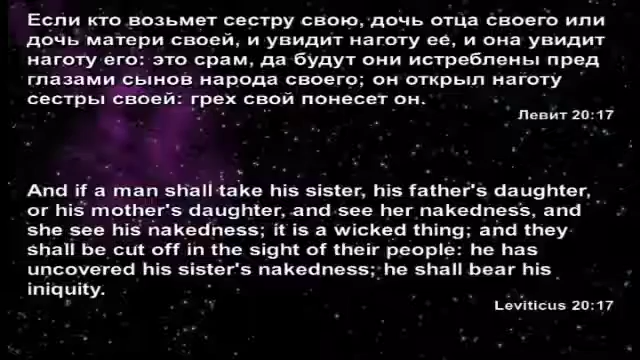 Если кто возьмет сестру свою, дочь отца своего или
дочь матери своей, и увидит наготу ее, и она увидит
наготу его: это срам, да будут они истреблены пред
глазами сынов народа своего; он открыл наготу
сестры своей: грех свой понесет он.
Левит 20:17
And if a man shall take his sister, his father's daughter,
or his mother's daughter, and see her nakedness, and
she see his nakedness; it is a wicked thing; and they
shall be cut off in the sight of their people: he has
uncovered his sister's nakedness; he shall bear his
iniquity.
Leviticus 20:17